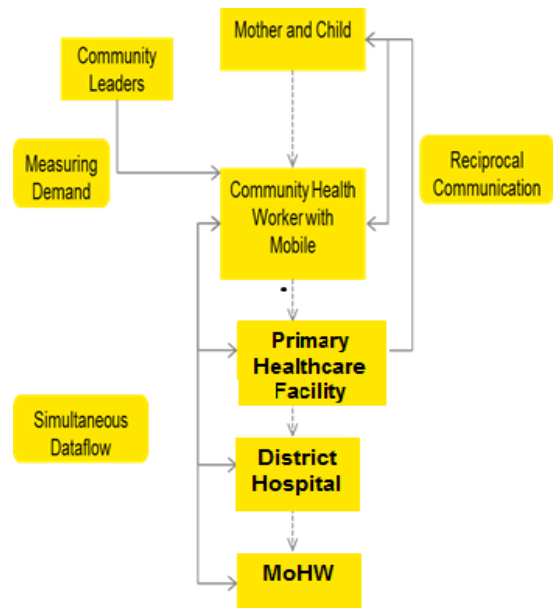 Mother and Child
Community
Leaders
Measuring
Demand
Reciprocal
Communication
Community Health
Worker with
Mobile
Primary
Healthcare
Facility
Simultaneous
Dataflow
District
Hospital
MoHW